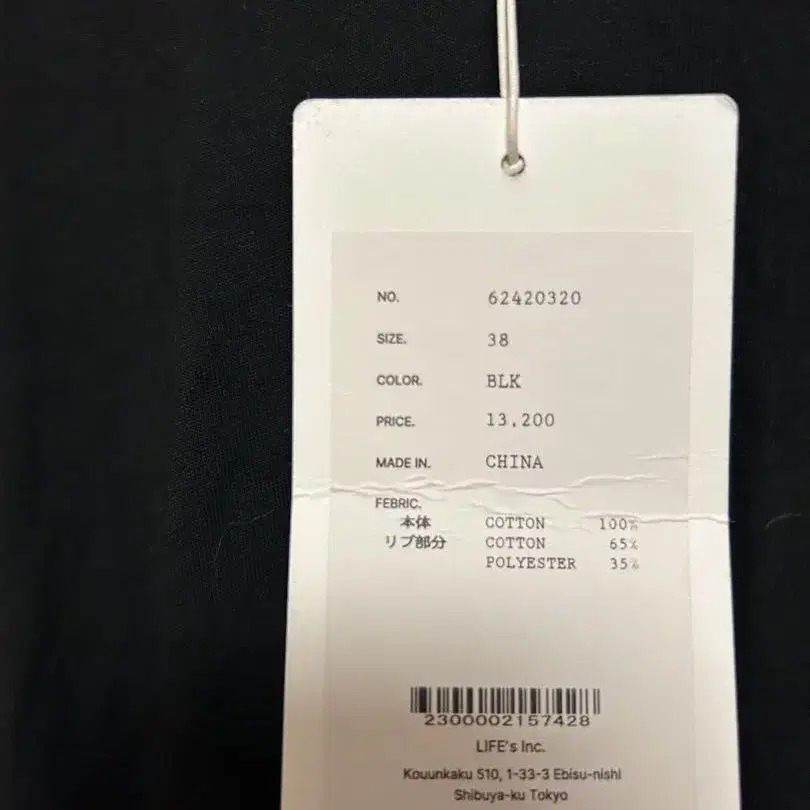 NO. 62420320
SIZE. 38
COLOR. BLK
PRICE. 13,200
MADE IN. CHINA
FEBRIC.
本体 COTTON 100%
リブ部分 COTTON 65%
POLYESTER 35%
2300002157428
LIFE's Inc.
Kouunkaku 510, 1-33-3 Ebisu-nishi
Shibuya-ku Tokyo